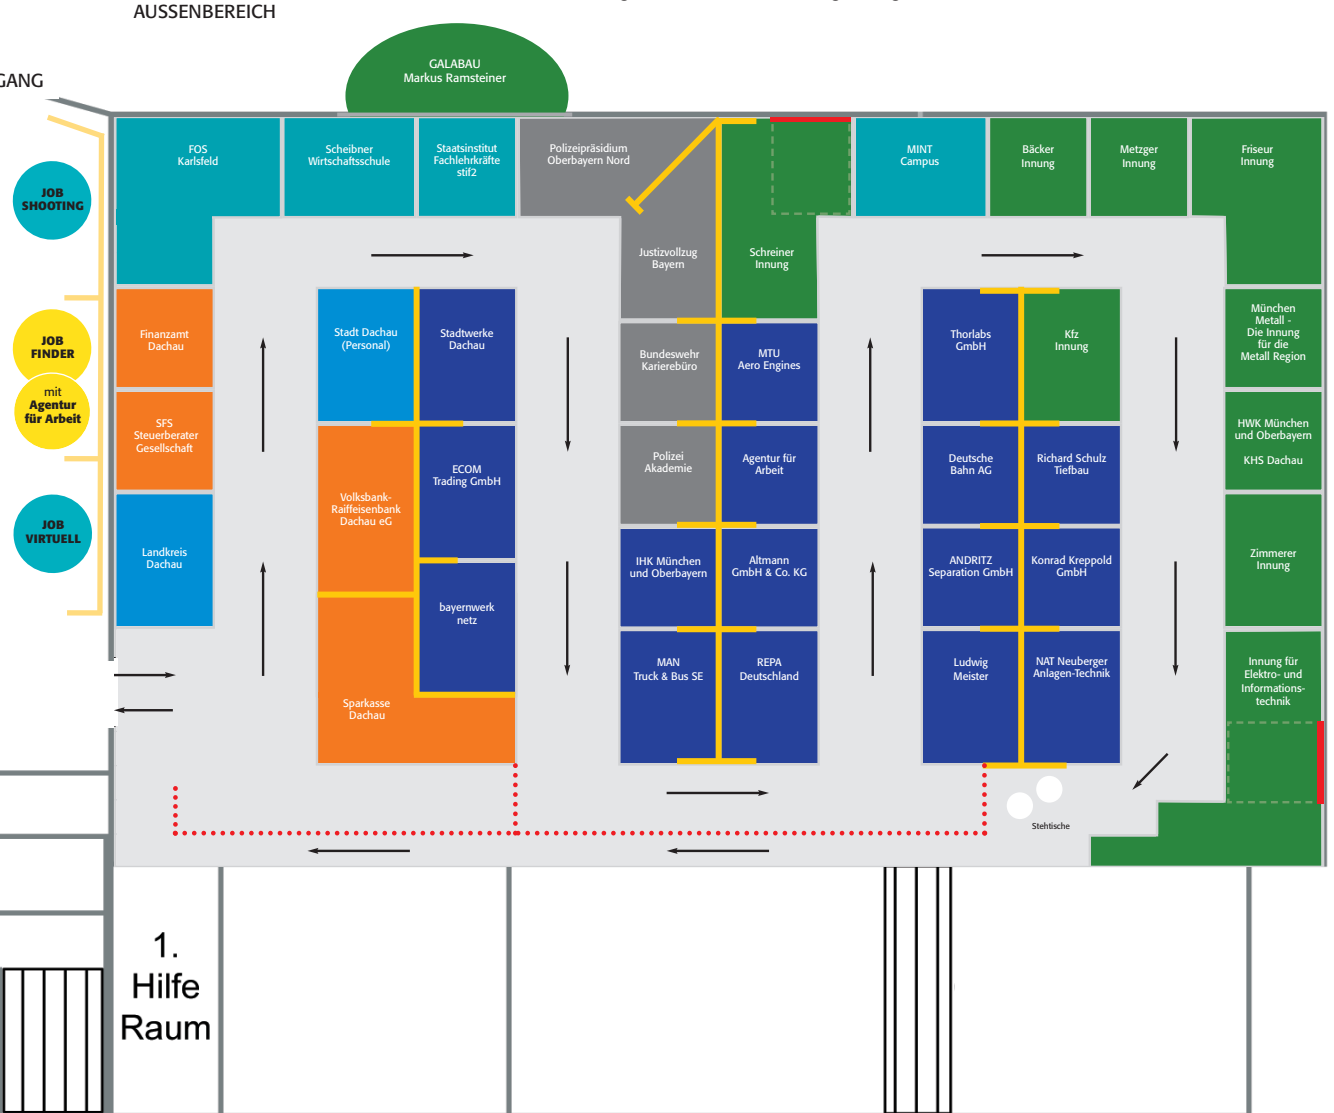 AUSSENBEREICH
GANG
GALABAU
Markus Ramsteiner
FOS
Karlsfeld
Scheibner
Wirtschaftsschule
Staatsinstitut
Fachlehrkräfte
stif2
Polizeipräsidium
Oberbayern Nord
MINT
Campus
Bäcker
Innung
Metzger
Innung
Friseur
Innung
JOB
SHOOTING
Justizvollzug
Bayern
Schreiner
Innung
JOB
FINDER
mit
Agentur
für Arbeit
JOB
VIRTUELL
Finanzamt
Dachau
SFS
Steuerberater
Gesellschaft
Landkreis
Dachau
Stadt Dachau
(Personal)
Stadtwerke
Dachau
Volksbank-
Raiffeisenbank
Dachau eG
ECOM
Trading GmbH
bayernwerk
netz
Sparkasse
Dachau
Bundeswehr
Karierebüro
MTU
Aero Engines
Polizei
Akademie
Agentur für
Arbeit
IHK München
und Oberbayern
Altmann
GmbH & Co. KG
MAN
Truck & Bus SE
REPA
Deutschland
Thorlabs
GmbH
Kfz
Innung
Deutsche
Bahn AG
Richard Schulz
Tiefbau
ANDRITZ
Separation GmbH
Konrad Kreppold
GmbH
Ludwig
Meister
NAT Neuberger
Anlagen-Technik
München
Metall -
Die Innung
für die
Metall Region
HWK München
und Oberbayern
KHS Dachau
Zimmerer
Innung
Innung für
Elektro- und
Informations-
technik
Stehtische
1.
Hilfe
Raum